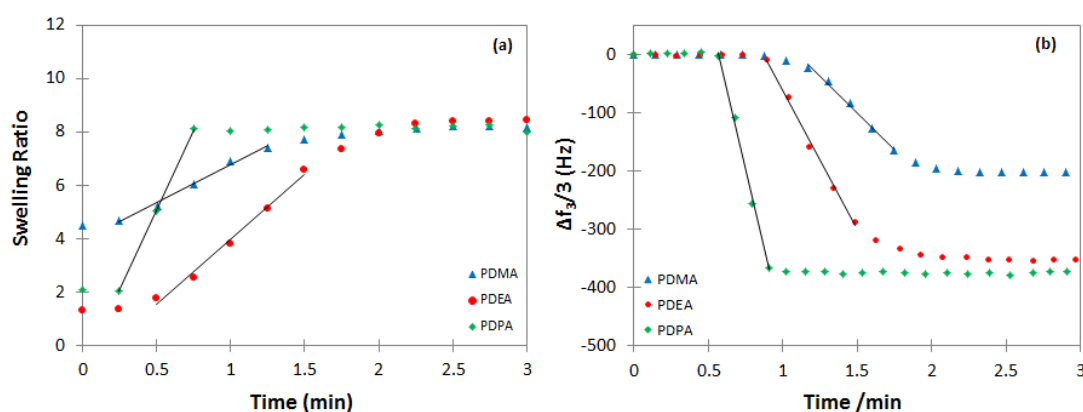 (a)
Swelling Ratio
12
10
8
6
4
2
0
0
0.5
1
1.5
2
2.5
3
Time (min)
PDMA
PDEA
PDPA
(b)
Δf3/3 (Hz)
0
-100
-200
-300
-400
-500
0
0.5
1
1.5
2
2.5
3
Time /min
PDMA
PDEA
PDPA